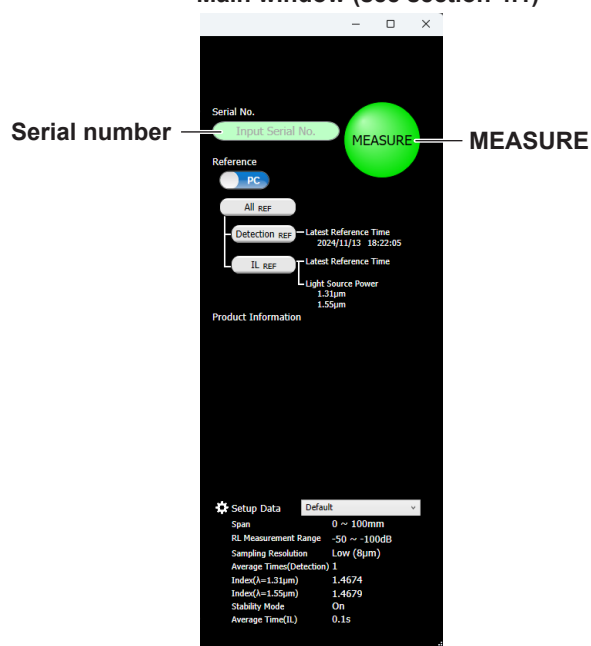 Serial No.
Serial number
Input Serial No.
MEASURE
MEASURE
Reference
PC
All REF
Detection REF
Latest Reference Time
2024/11/13 18:22:05
IL REF
Latest Reference Time
Light Source Power
1.31μm
1.55μm
Product Information
Setup Data Default
Span 0 ~ 100mm
RL Measurement Range -50 ~ -100dB
Sampling Resolution Low (8μm)
Average Times(Detection) 1
Index(λ=1.31μm) 1.4674
Index(λ=1.55μm) 1.4679
Stability Mode On
Average Time(IL) 0.1s